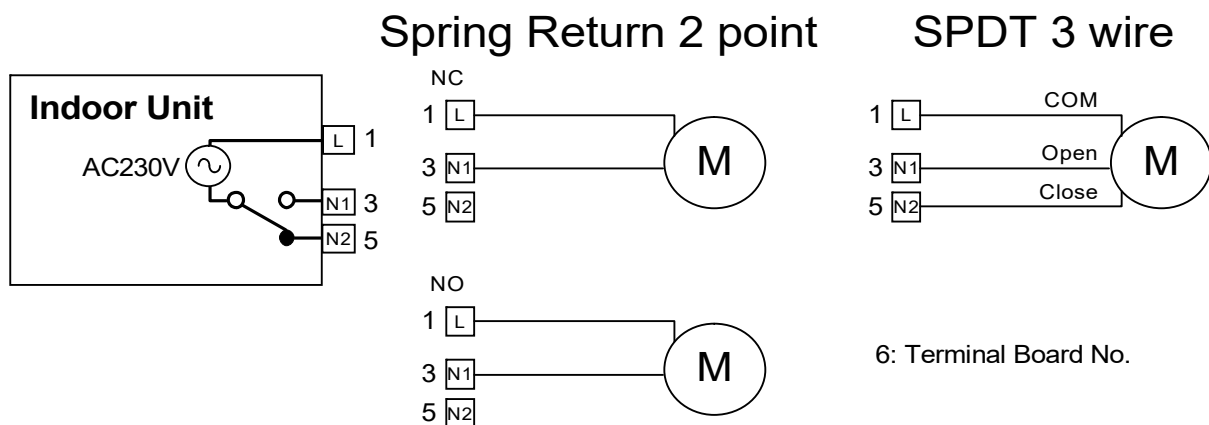 Spring Return 2 point
SPDT 3 wire
Indoor Unit
AC230V
L 1
N1 3
N2 5
NC
1 L
3 N1
5 N2
M
NO
1 L
3 N1
5 N2
M
1 L COM
3 N1 Open
5 N2 Close
M
6: Terminal Board No.